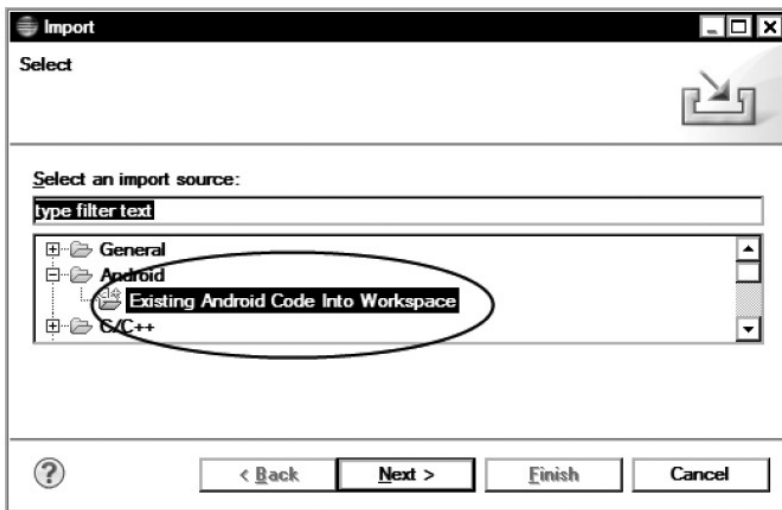 Import
Select
Select an import source:
type filter text
General
Android
Existing Android Code Into Workspace
C/C++
? < Back Next > Finish Cancel